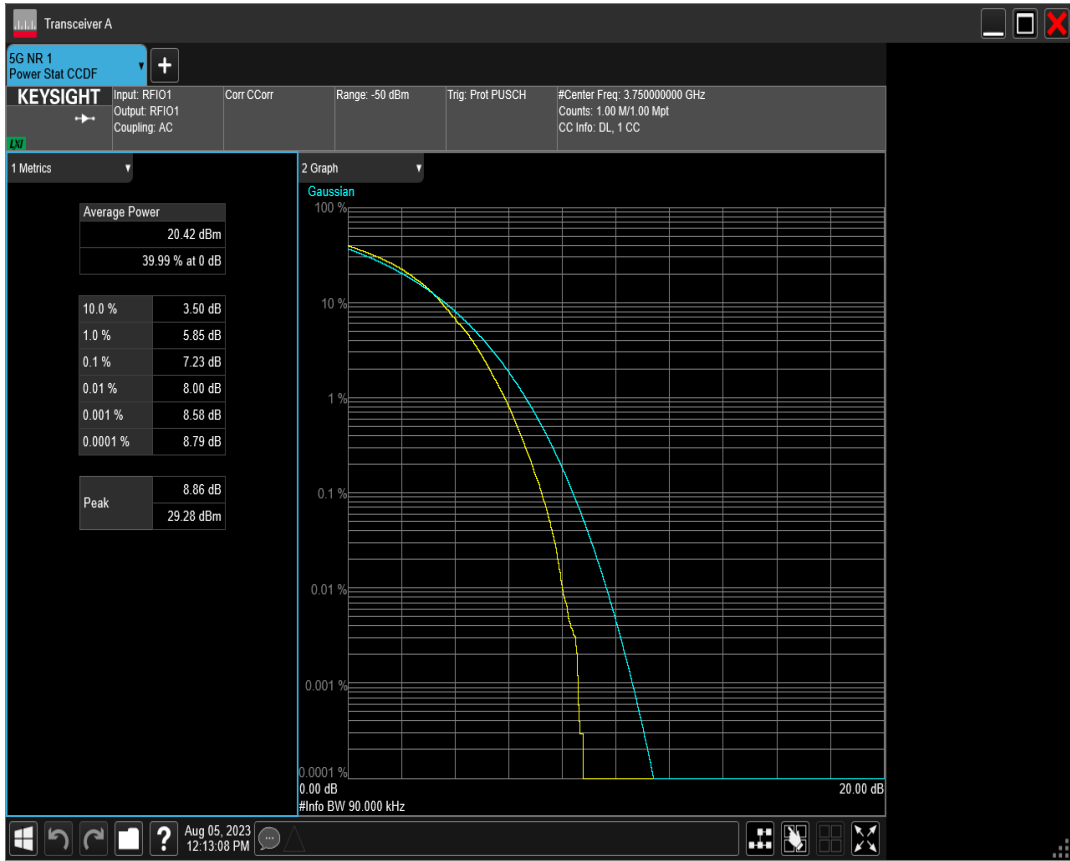 Transceiver A
5G NR 1
Power Stat CCDF
+
KEYSIGHT
LXI
Input: RFIO1
Output: RFIO1
Coupling: AC
Corr CCorr
Range: -50 dBm
Trig: Prot PUSCH
#Center Freq: 3.750000000 GHz
Counts: 1.00 M/1.00 Mpt
CC Info: DL, 1 CC
1 Metrics
Average Power
20.42 dBm
39.99 % at 0 dB
10.0 % 3.50 dB
1.0 % 5.85 dB
0.1 % 7.23 dB
0.01 % 8.00 dB
0.001 % 8.58 dB
0.0001 % 8.79 dB
Peak
8.86 dB
29.28 dBm
2 Graph
Gaussian
100 %
10 %
1 %
0.1 %
0.01 %
0.001 %
0.0001 %
0.00 dB
20.00 dB
#Info BW 90.000 kHz
?
Aug 05, 2023
12:13:08 PM